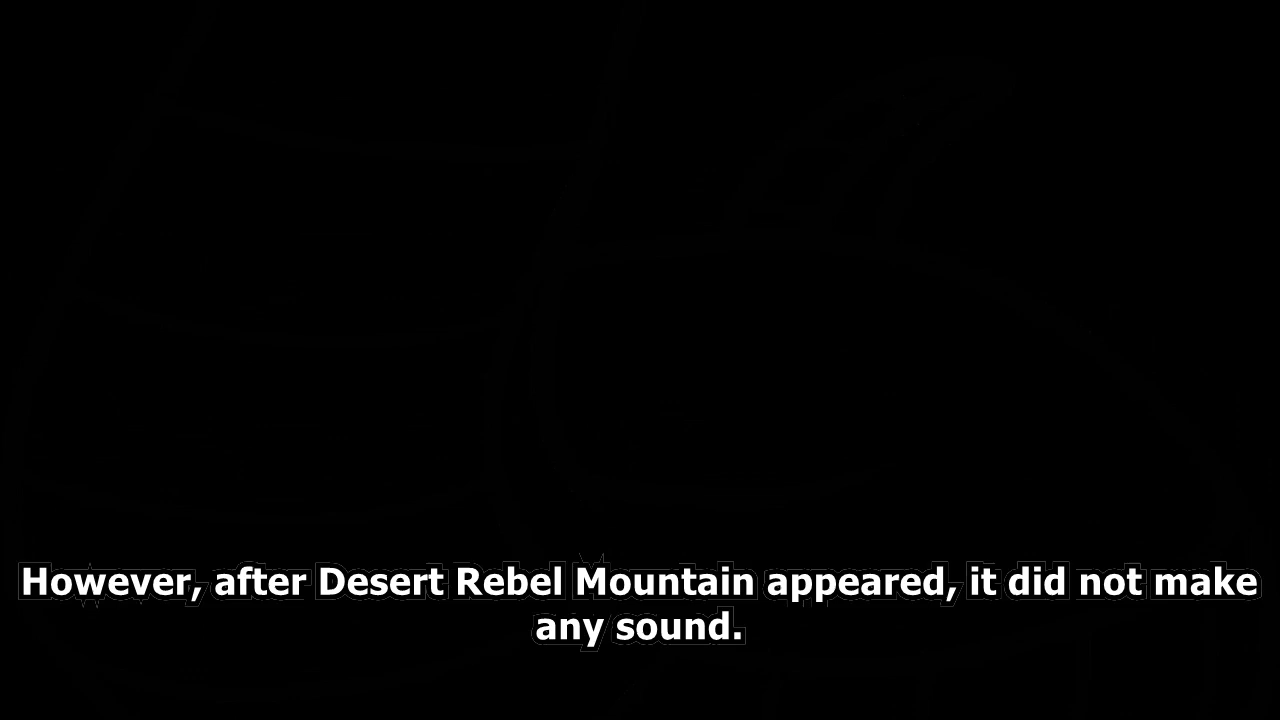 However, after Desert Rebel Mountain appeared, it did not make
any sound.